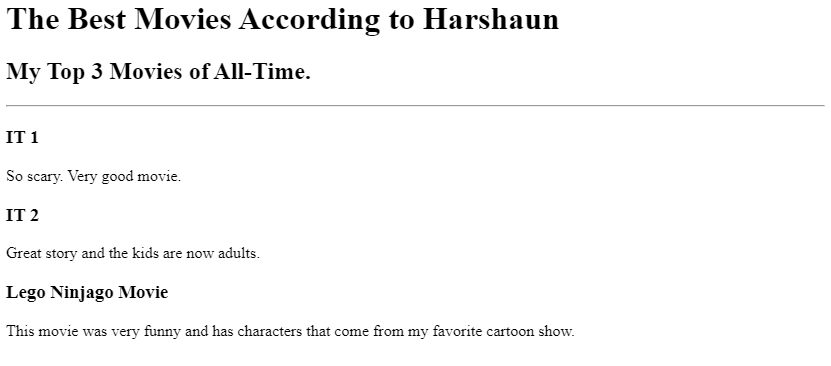 The Best Movies According to Harshaun
My Top 3 Movies of All-Time.
IT 1
So scary. Very good movie.
IT 2
Great story and the kids are now adults.
Lego Ninjago Movie
This movie was very funny and has characters that come from my favorite cartoon show.